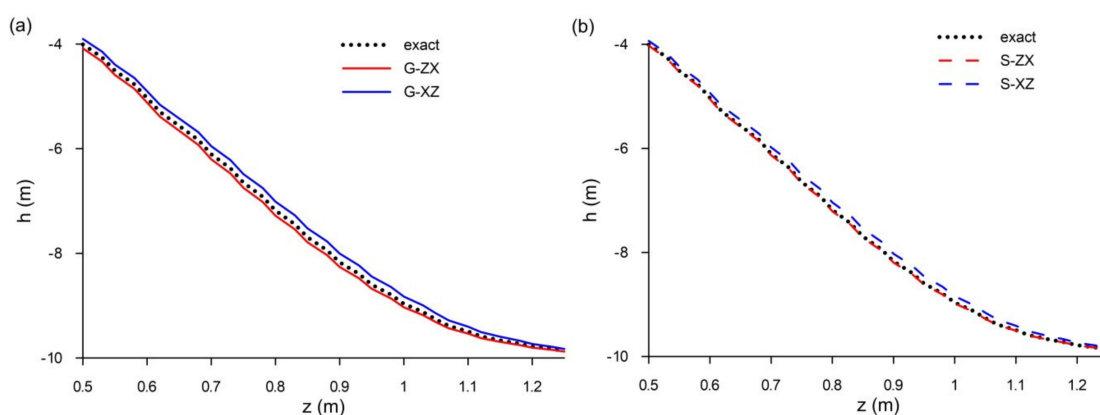 (a)
exact
G-ZX
G-XZ
-4
-6
-8
-10
h (m)
0.5 0.6 0.7 0.8 0.9 1 1.1 1.2
z (m)
(b)
exact
S-ZX
S-XZ
-4
-6
-8
-10
h (m)
0.5 0.6 0.7 0.8 0.9 1 1.1 1.2
z (m)